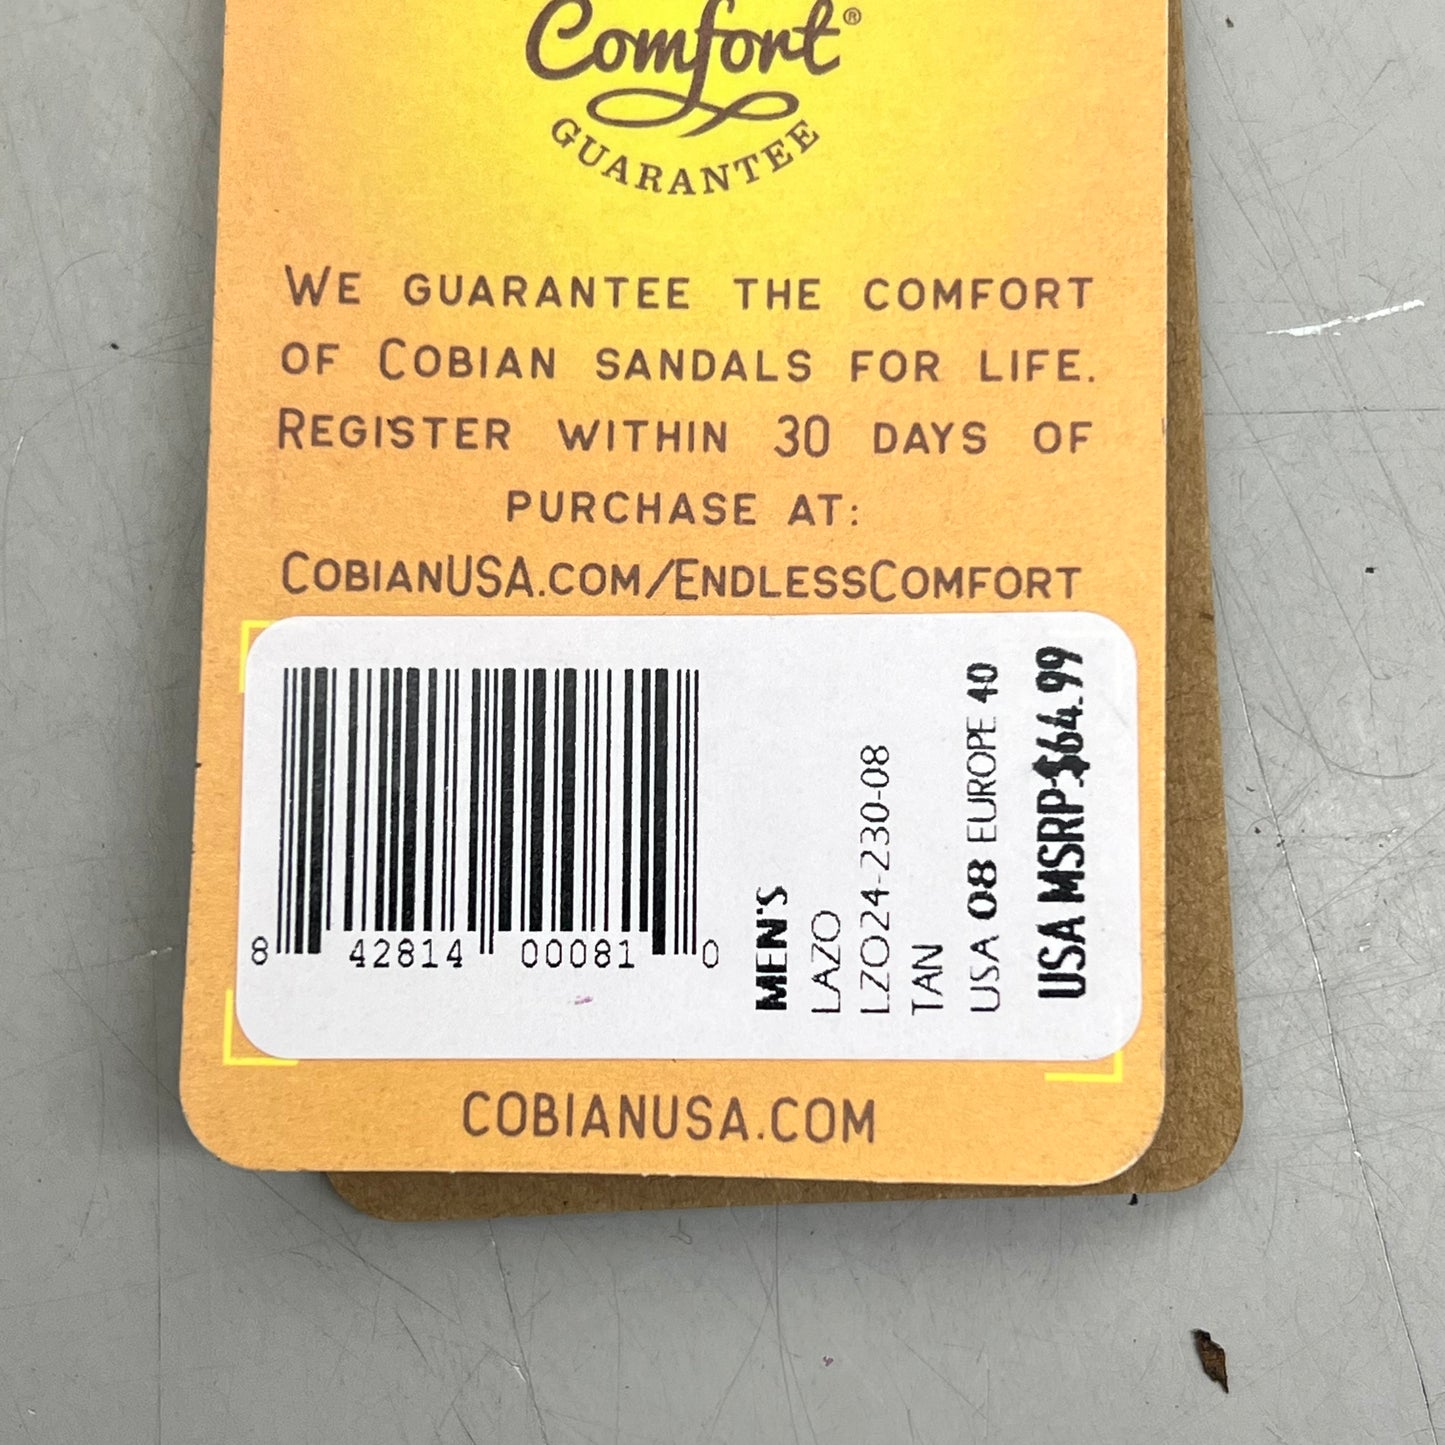 Comfort®
GUARANTEE
WE GUARANTEE THE COMFORT
OF COBIAN SANDALS FOR LIFE.
REGISTER WITHIN 30 DAYS OF
PURCHASE AT:
COBIANUSA.COM/ENDLESSCOMFORT
8 42814 00081 0
MEN'S
LAZO
LZO24-230-08
TAN
USA 08 EUROPE 40
USA MSRP:$64.99
COBIANUSA.COM